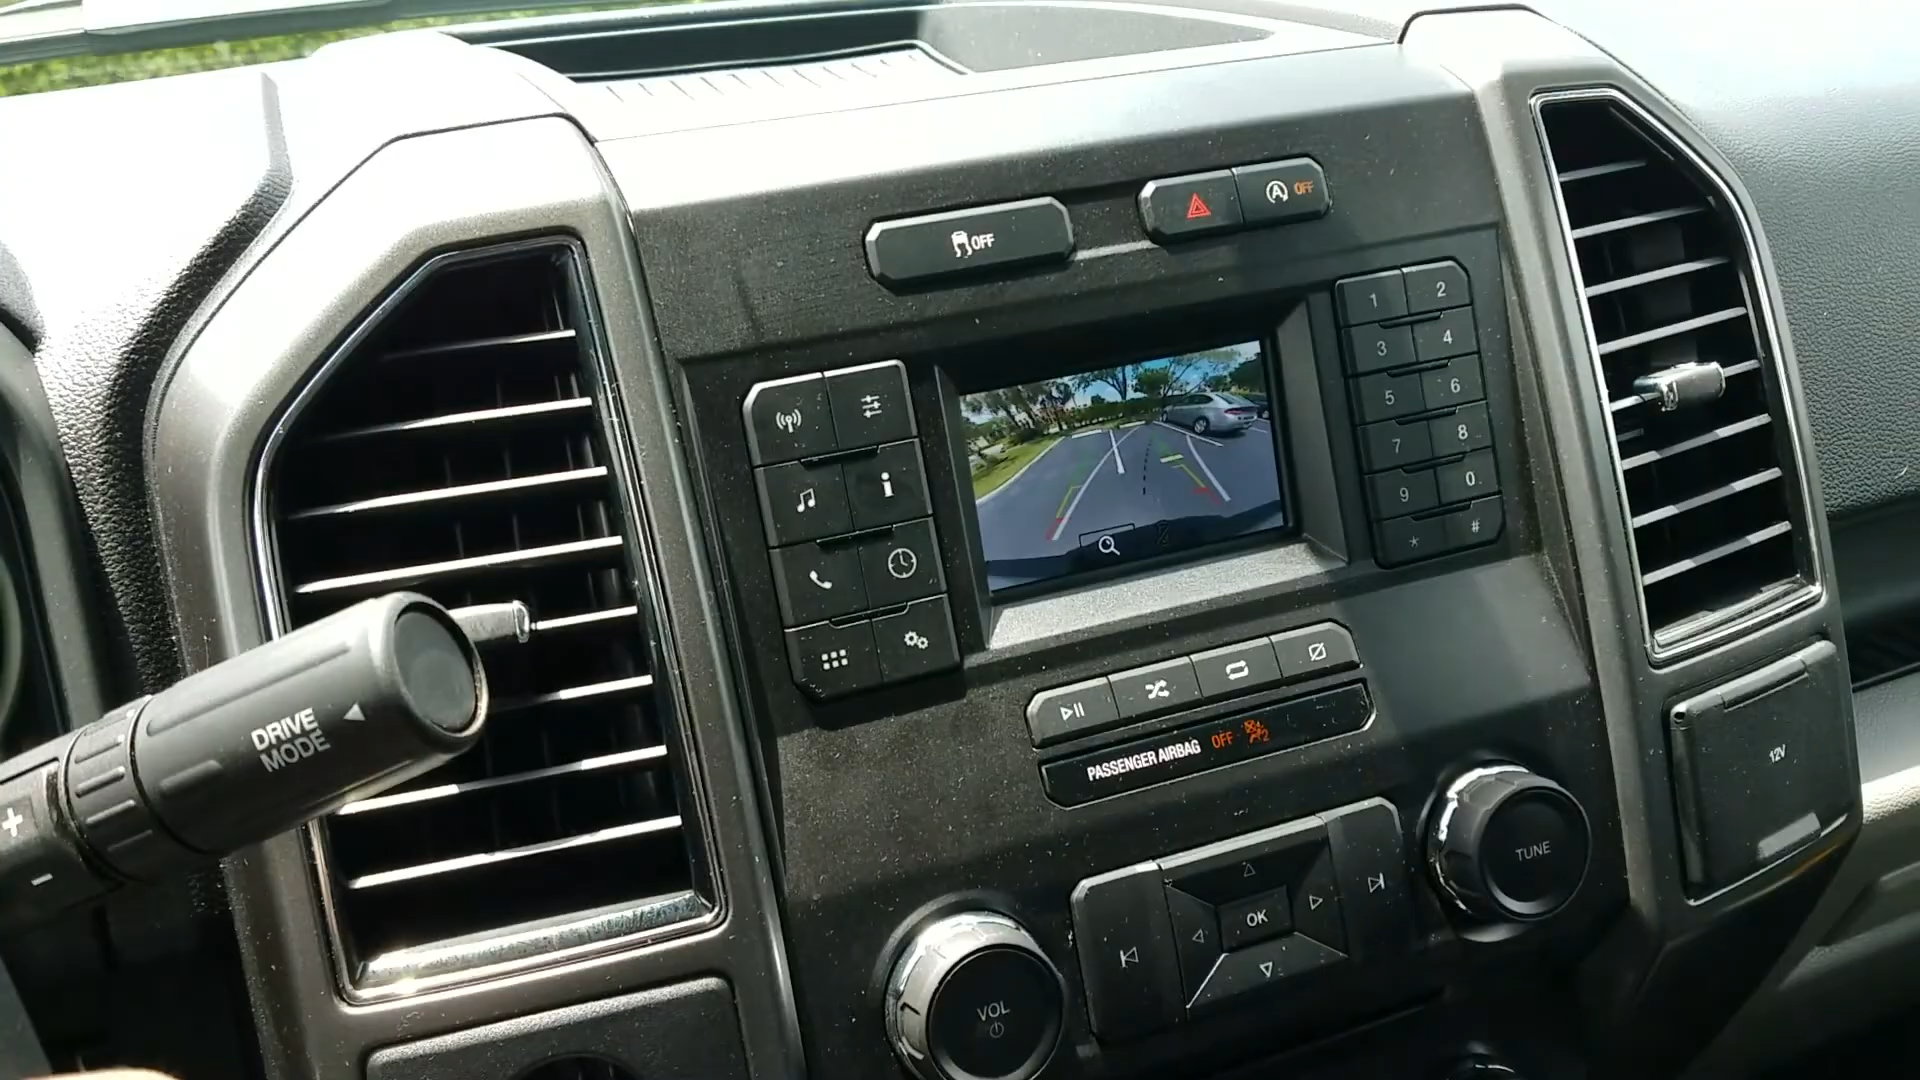 OFF
A OFF
1 2
3 4
5 6
7 8
9 0
* #
i
PASSENGER AIRBAG OFF 2
DRIVE
MODE
+
-
12V
TUNE
OK
VOL